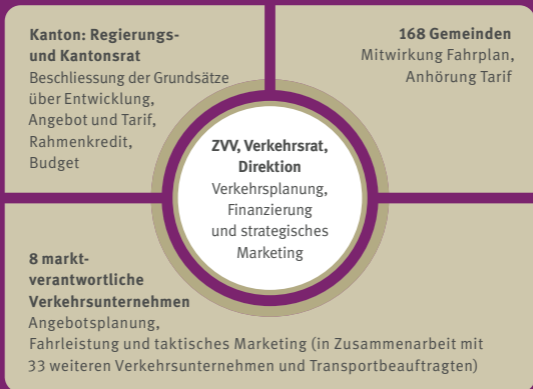 Kanton: Regierungs-
und Kantonsrat
Beschliessung der Grundsätze
über Entwicklung,
Angebot und Tarif,
Rahmenkredit,
Budget
168 Gemeinden
Mitwirkung Fahrplan,
Anhörung Tarif
ZVV, Verkehrsrat,
Direktion
Verkehrsplanung,
Finanzierung
und strategisches
Marketing
8 markt-
verantwortliche
Verkehrsunternehmen
Angebotsplanung,
Fahrleistung und taktisches Marketing (in Zusammenarbeit mit
33 weiteren Verkehrsunternehmen und Transportbeauftragten)